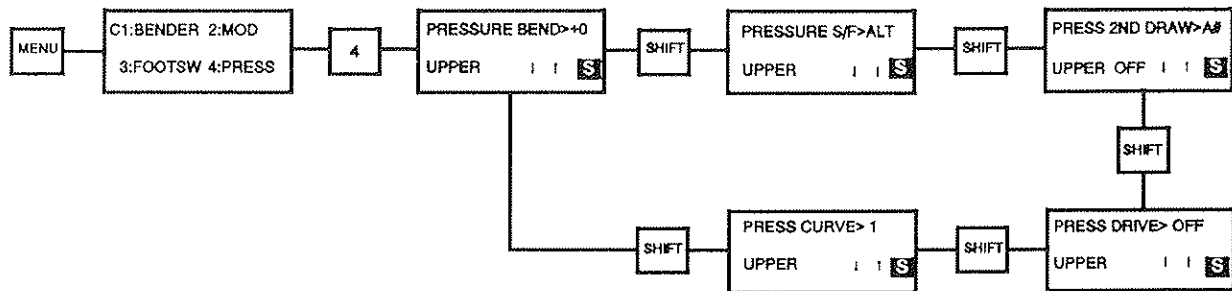 MENU
C1:BENDER 2:MOD
3:FOOTSW 4:PRESS
4
PRESSURE BEND>+0
UPPER ↓ ↑ S
SHIFT
PRESSURE S/F>ALT
UPPER ↓ ↑ S
SHIFT
PRESS 2ND DRAW>A#
UPPER OFF ↓ ↑ S
SHIFT
SHIFT
PRESS CURVE> 1
UPPER ↓ ↑ S
SHIFT
PRESS DRIVE> OFF
UPPER ↓ ↑ S